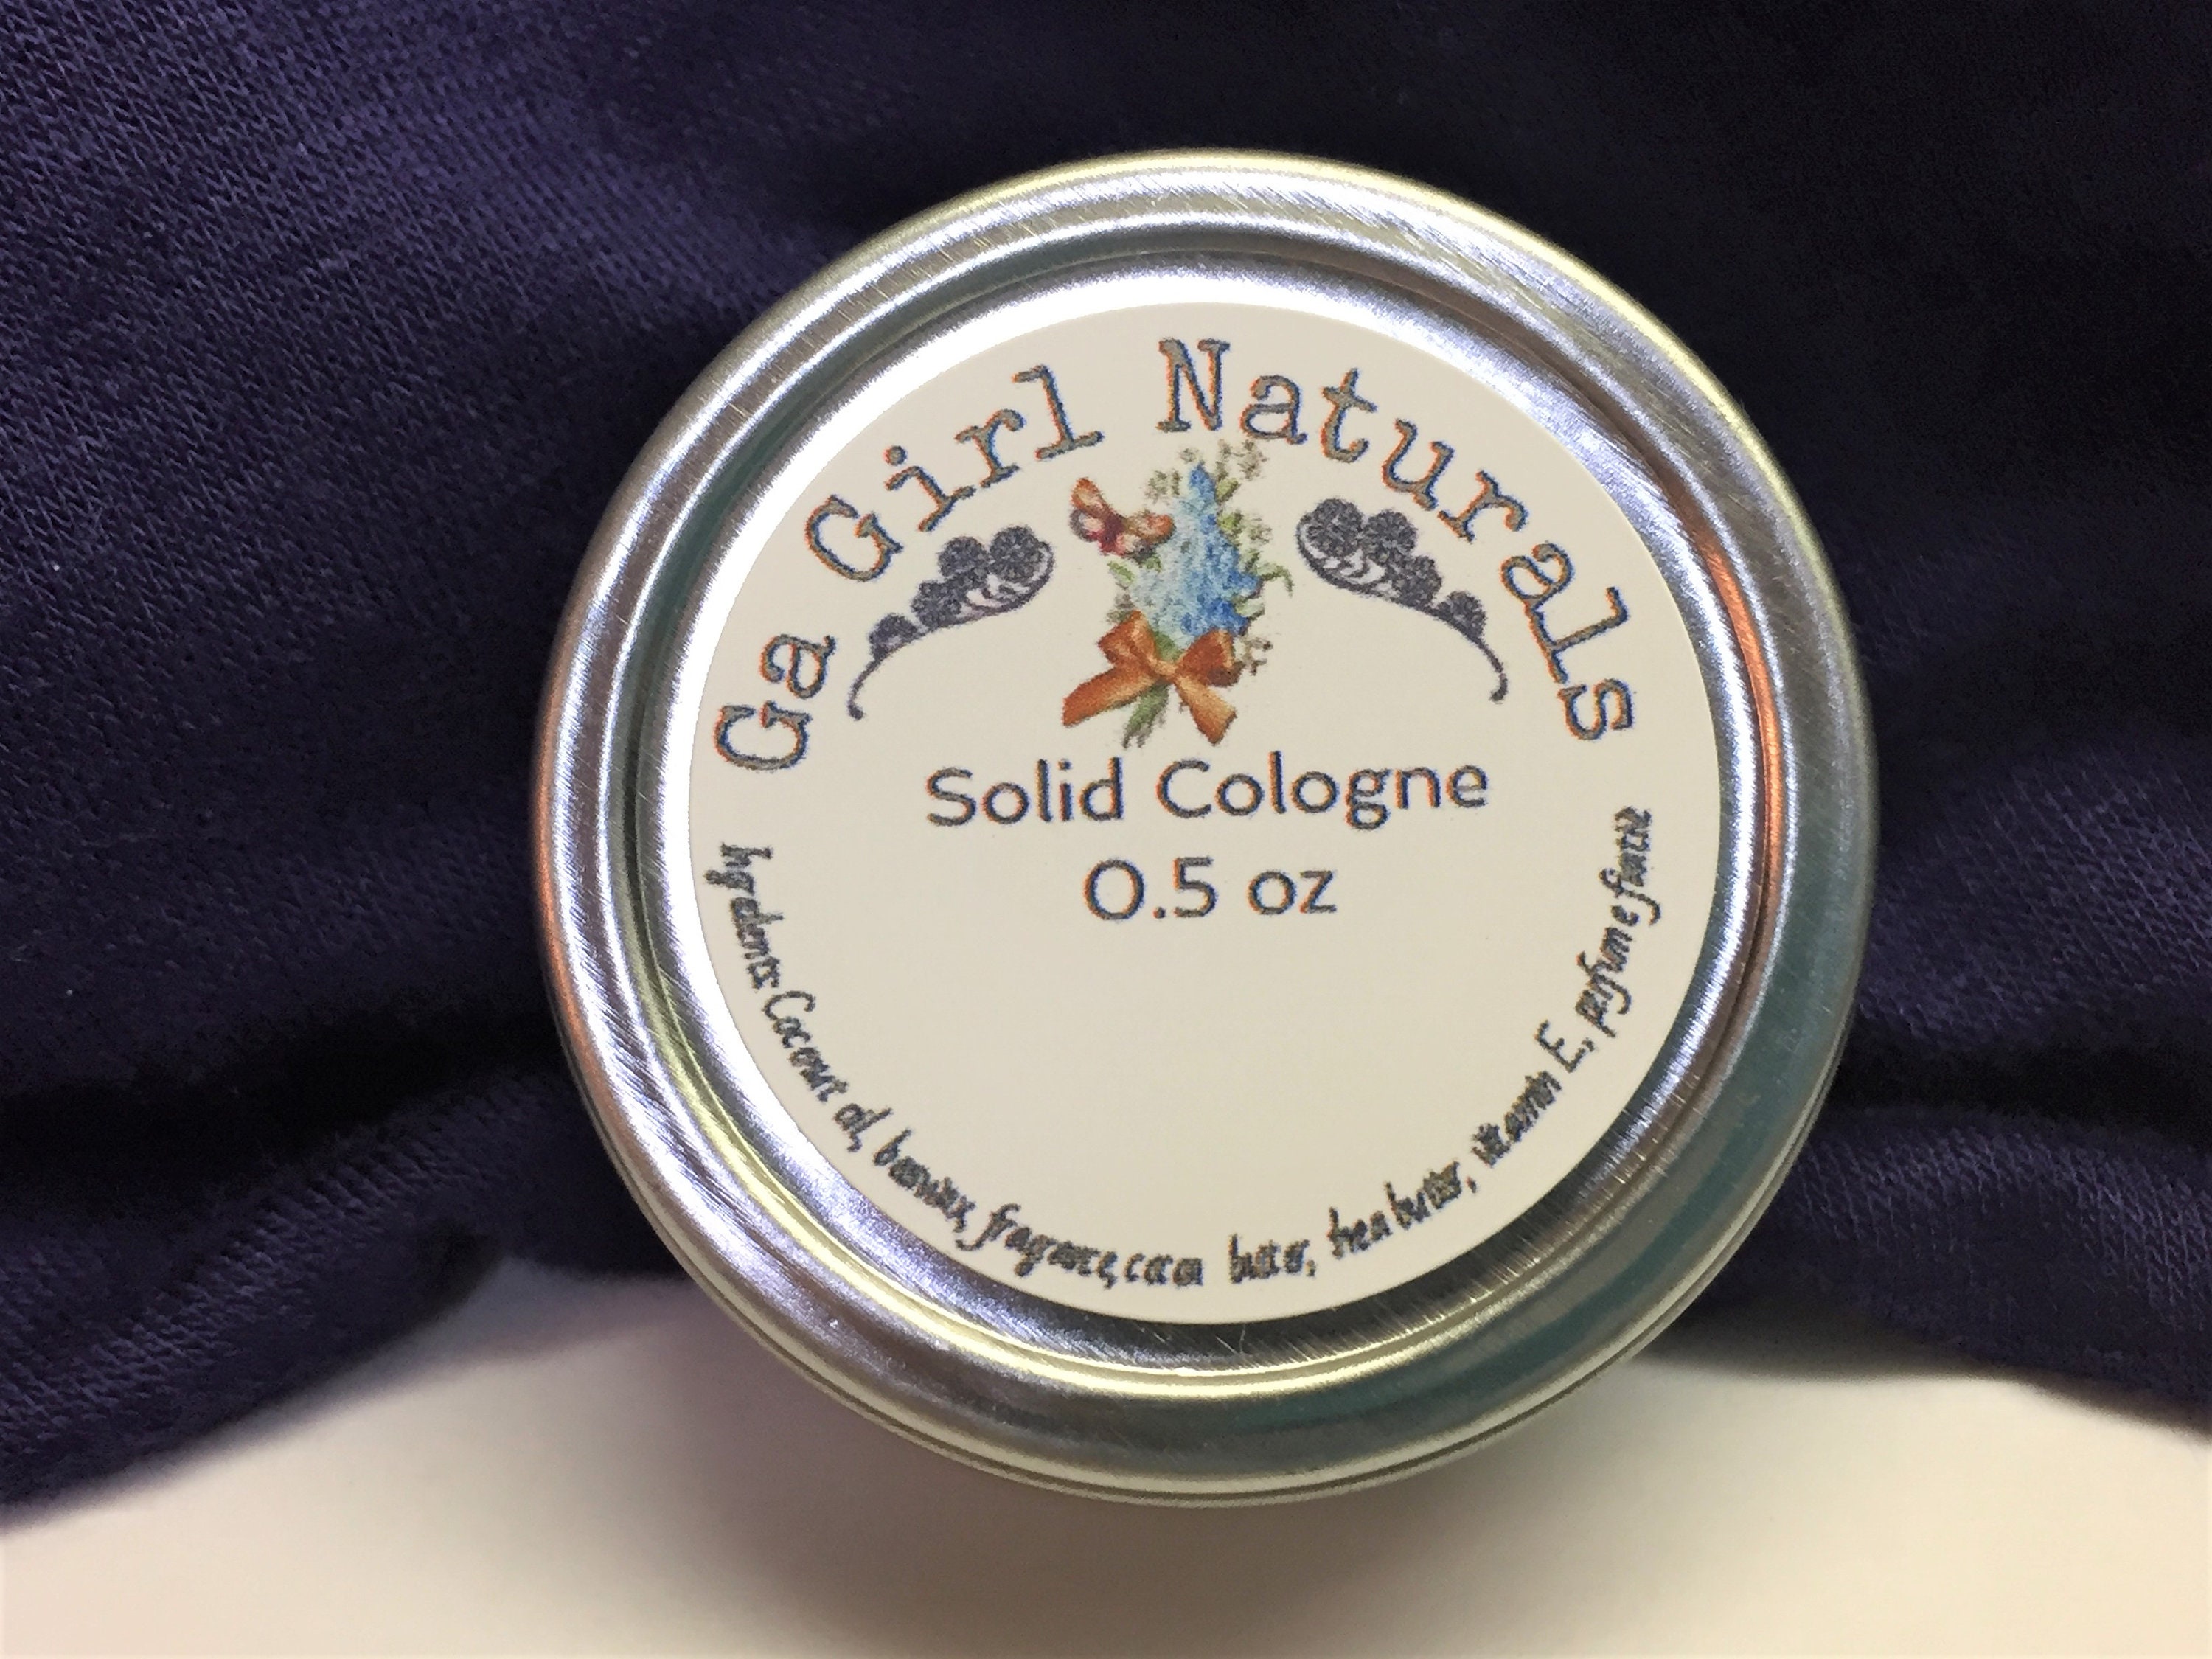 Ga Girl Naturals
Solid Cologne
0.5 oz
Ingredients: Coconut oil, beeswax, fragrance, cocoa butter, shea butter, vitamin E, perfume